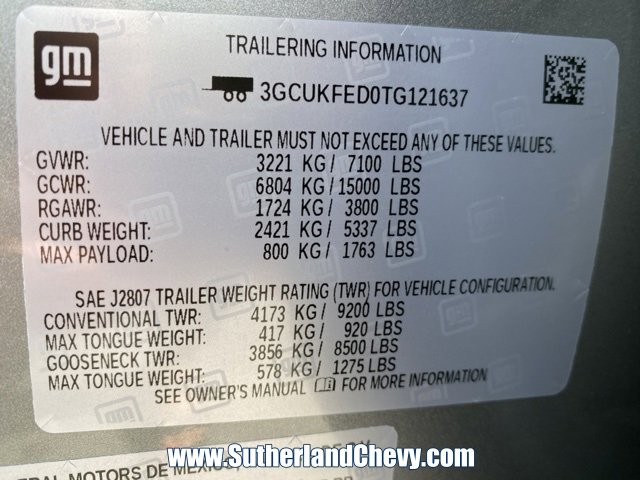 gm
TRAILERING INFORMATION
3GCUKFED0TG121637
VEHICLE AND TRAILER MUST NOT EXCEED ANY OF THESE VALUES.
GVWR: 3221 KG/ 7100 LBS
GCWR: 6804 KG/ 15000 LBS
RGAWR: 1724 KG/ 3800 LBS
CURB WEIGHT: 2421 KG/ 5337 LBS
MAX PAYLOAD: 800 KG/ 1763 LBS
SAE J2807 TRAILER WEIGHT RATING (TWR) FOR VEHICLE CONFIGURATION.
CONVENTIONAL TWR: 4173 KG/ 9200 LBS
MAX TONGUE WEIGHT: 417 KG/ 920 LBS
GOOSENECK TWR: 3856 KG/ 8500 LBS
MAX TONGUE WEIGHT: 578 KG/ 1275 LBS
SEE OWNER'S MANUAL FOR MORE INFORMATION
MOTORS DE
www.SutherlandChevy.com